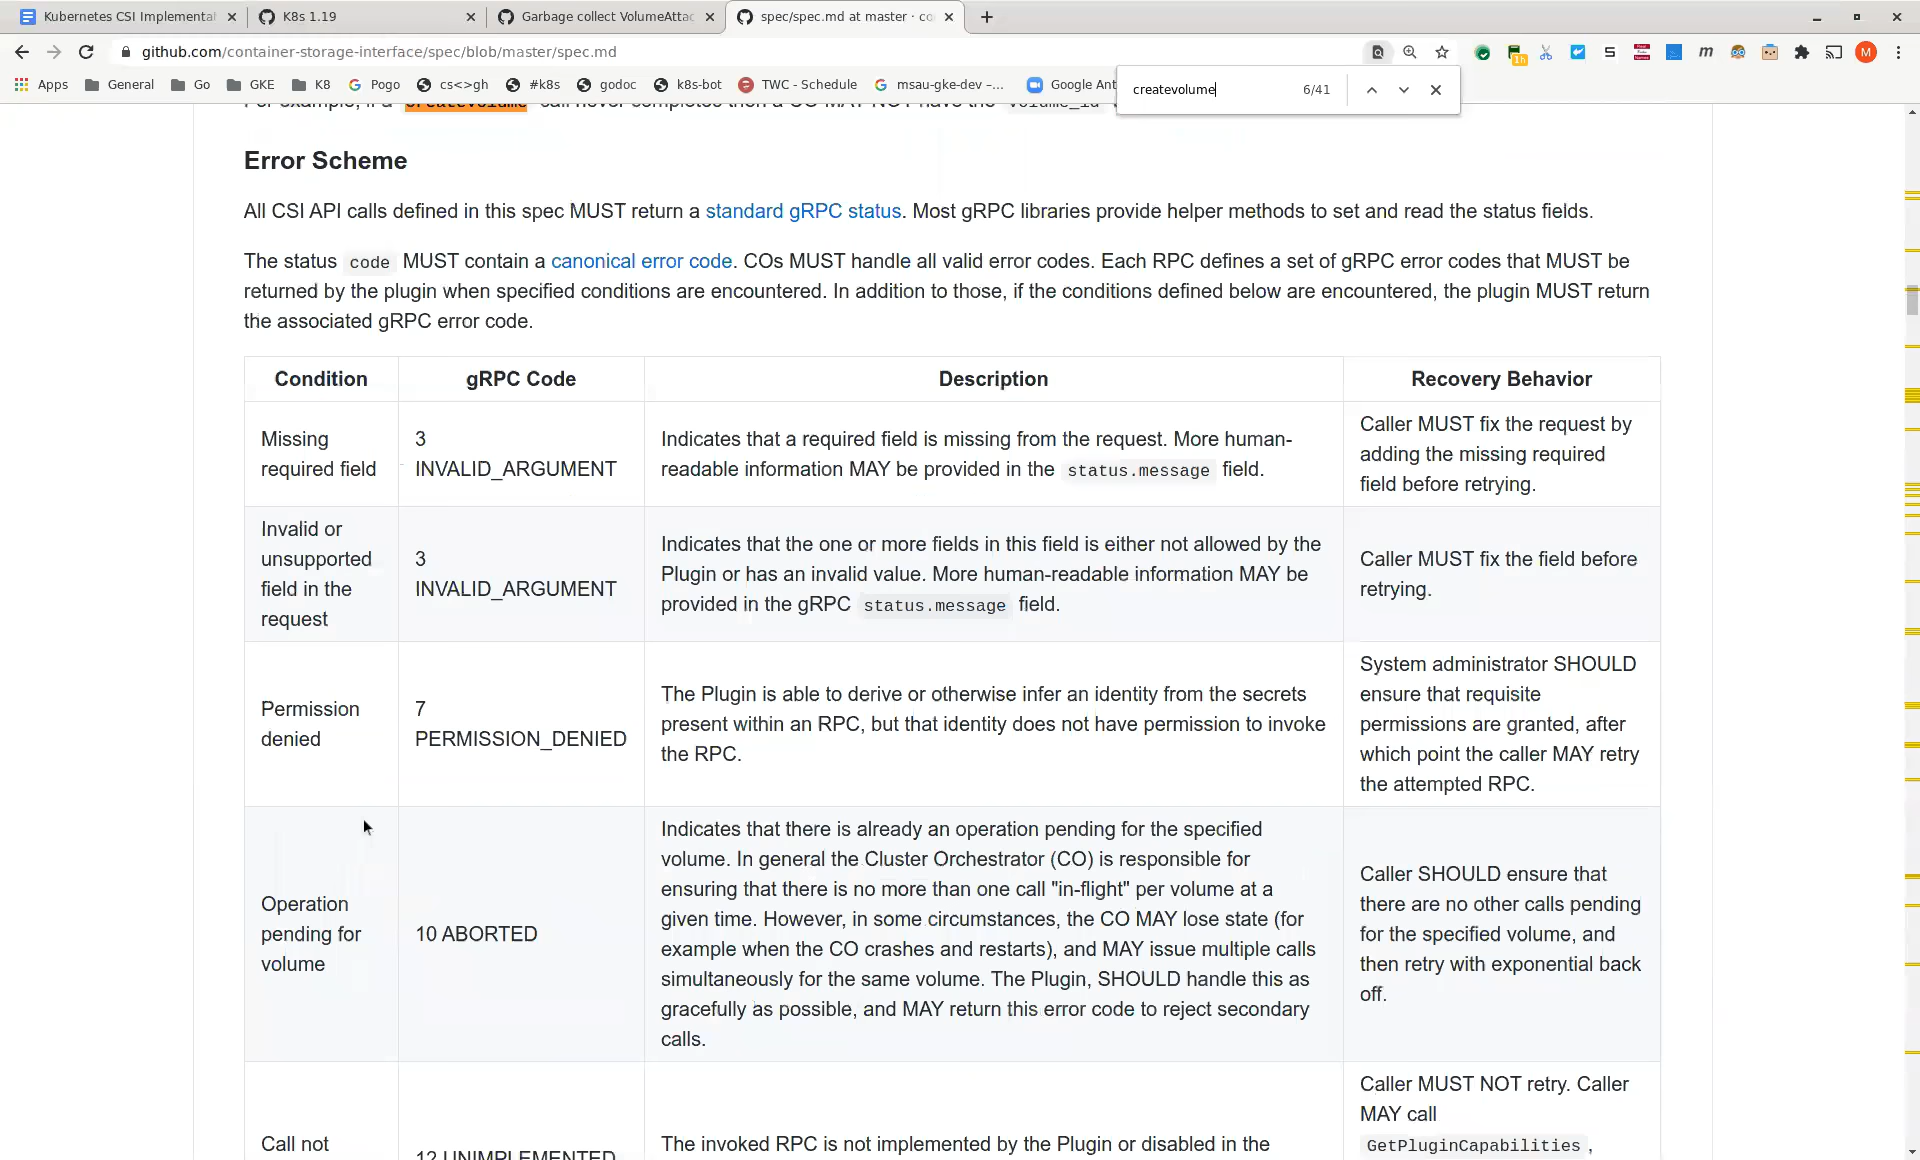 Kubernetes CSI Implementa
K8s 1.19
Garbage collect VolumeAttac
spec/spec.md at master · co
github.com/container-storage-interface/spec/blob/master/spec.md
1h
M
Apps
General
Go
GKE
K8
Pogo
cs<>gh
#k8s
godoc
k8s-bot
TWC - Schedule
msau-gke-dev –...
Google Ant
createvolume
6/41
Error Scheme
All CSI API calls defined in this spec MUST return a standard gRPC status. Most gRPC libraries provide helper methods to set and read the status fields.
The status code MUST contain a canonical error code. COs MUST handle all valid error codes. Each RPC defines a set of gRPC error codes that MUST be
returned by the plugin when specified conditions are encountered. In addition to those, if the conditions defined below are encountered, the plugin MUST return
the associated gRPC error code.
Condition
gRPC Code
Description
Recovery Behavior
Missing
required field
3
INVALID_ARGUMENT
Indicates that a required field is missing from the request. More human-
readable information MAY be provided in the status.message field.
Caller MUST fix the request by
adding the missing required
field before retrying.
Invalid or
unsupported
field in the
request
3
INVALID_ARGUMENT
Indicates that the one or more fields in this field is either not allowed by the
Plugin or has an invalid value. More human-readable information MAY be
provided in the gRPC status.message field.
Caller MUST fix the field before
retrying.
Permission
denied
7
PERMISSION_DENIED
The Plugin is able to derive or otherwise infer an identity from the secrets
present within an RPC, but that identity does not have permission to invoke
the RPC.
System administrator SHOULD
ensure that requisite
permissions are granted, after
which point the caller MAY retry
the attempted RPC.
Operation
pending for
volume
10 ABORTED
Indicates that there is already an operation pending for the specified
volume. In general the Cluster Orchestrator (CO) is responsible for
ensuring that there is no more than one call "in-flight" per volume at a
given time. However, in some circumstances, the CO MAY lose state (for
example when the CO crashes and restarts), and MAY issue multiple calls
simultaneously for the same volume. The Plugin, SHOULD handle this as
gracefully as possible, and MAY return this error code to reject secondary
calls.
Caller SHOULD ensure that
there are no other calls pending
for the specified volume, and
then retry with exponential back
off.
Call not
12 UNIMPLEMENTED
The invoked RPC is not implemented by the Plugin or disabled in the
Caller MUST NOT retry. Caller
MAY call
GetPluginCapabilities ,